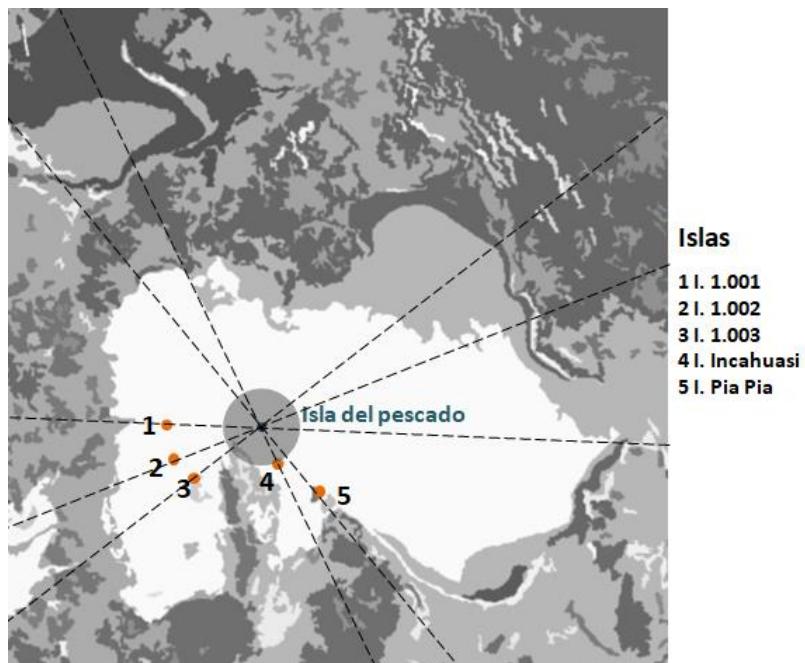 Islas
1 I. 1.001
2 I. 1.002
3 I. 1.003
4 I. Incahuasi
5 I. Pia Pia
Isla del pescado
1
2
3
4
5